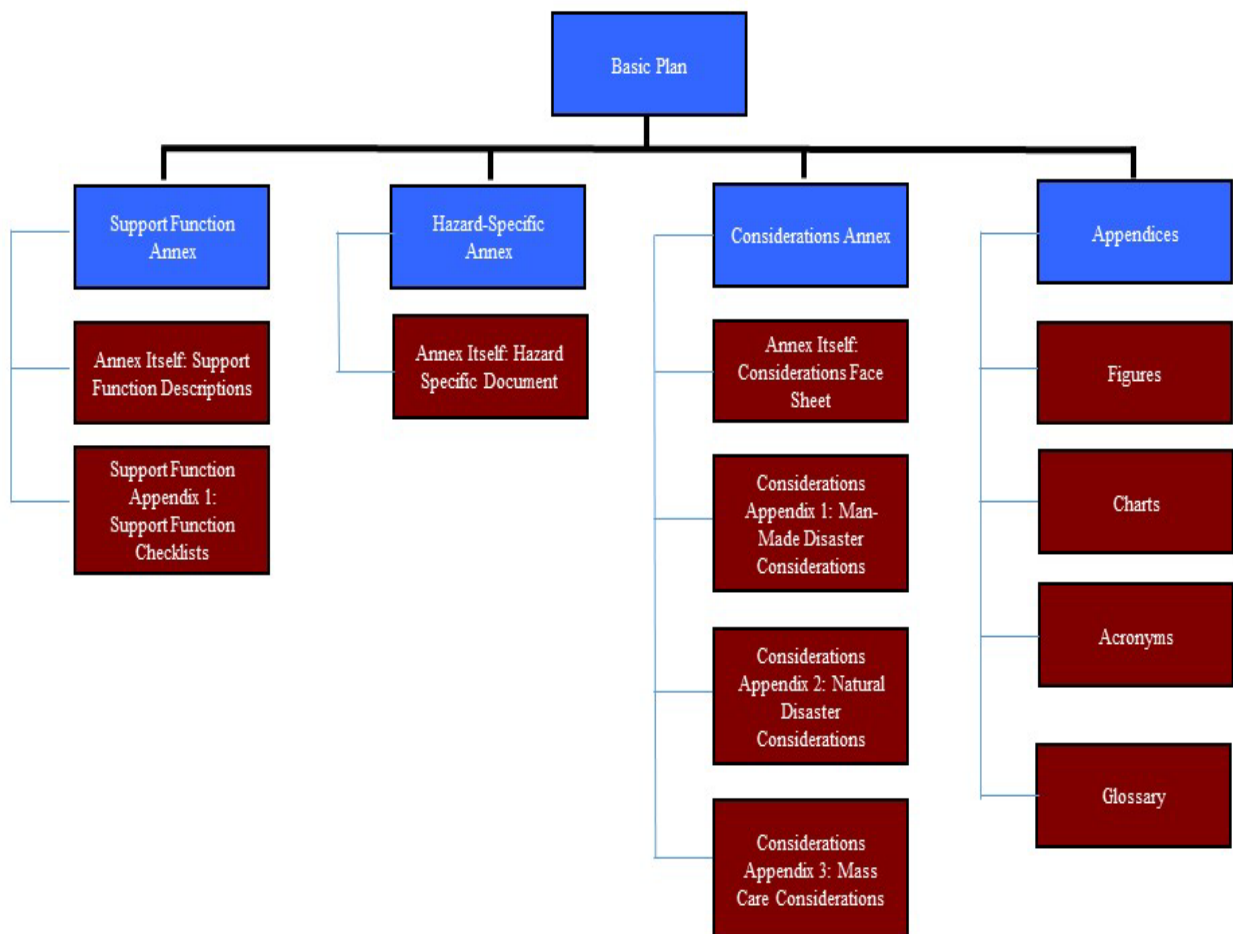 Basic Plan
Support Function
Annex
Hazard-Specific
Annex
Considerations Annex
Appendices
Annex Itself: Support
Function Descriptions
Annex Itself: Hazard
Specific Document
Annex Itself:
Considerations Face
Sheet
Figures
Support Function
Appendix 1:
Support Function
Checklists
Considerations
Appendix 1: Man-
Made Disaster
Considerations
Charts
Considerations
Appendix 2: Natural
Disaster
Considerations
Acronyms
Considerations
Appendix 3: Mass
Care Considerations
Glossary